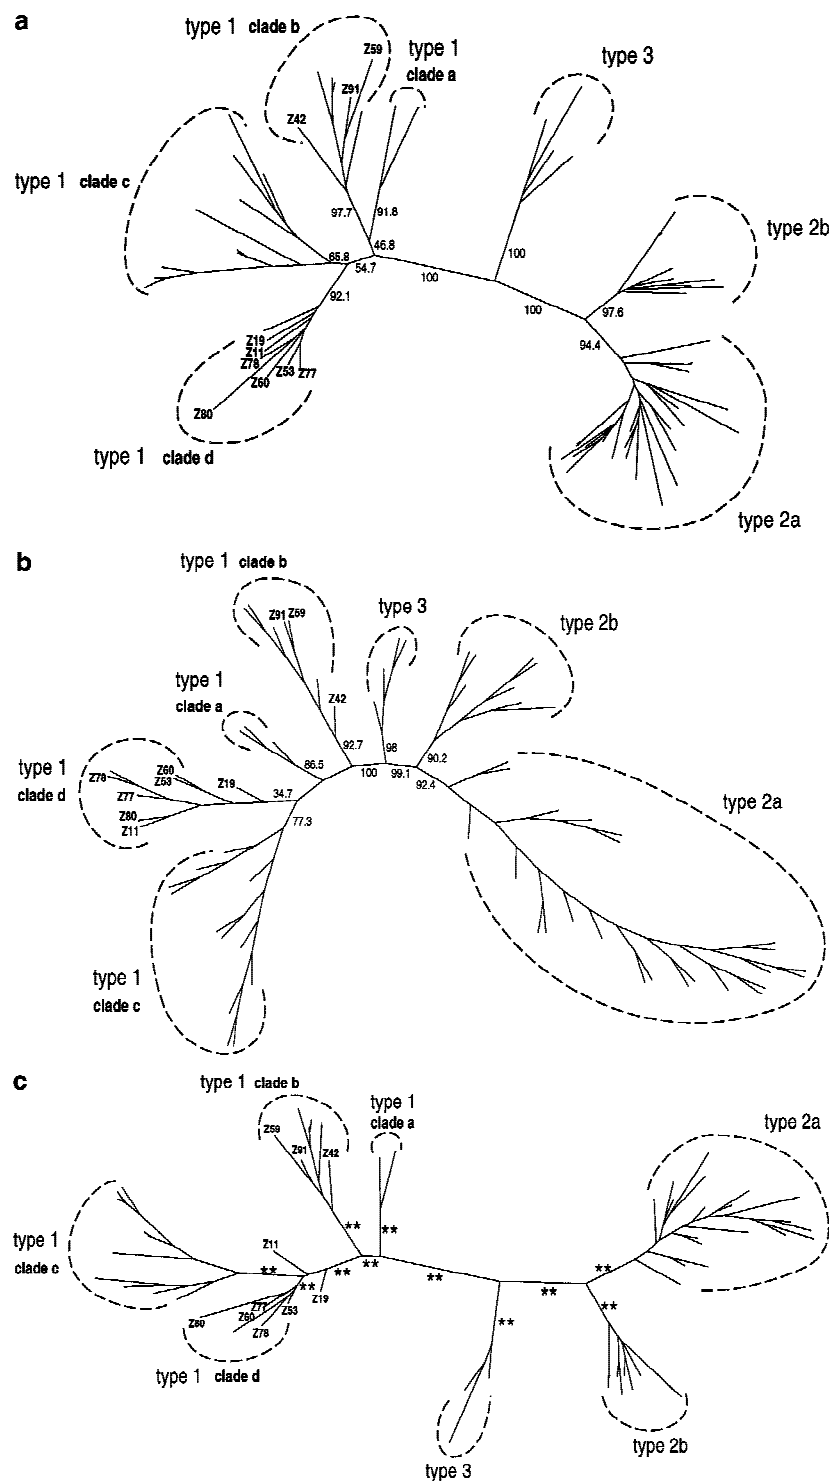 a
type 1 clade b
type 1
clade a
type 3
Z59
Z91
Z42
type 1 clade c
type 2b
97.7
91.8
46.8
65.8
54.7
100
100
100
92.1
97.6
94.4
Z19
Z11
Z78
Z60
Z53
Z77
Z80
type 1 clade d
type 2a
b
type 1 clade b
type 3
type 2b
Z91
Z59
type 1
clade a
Z42
92.7
98
90.2
86.5
100
99.1
92.4
type 1
clade d
Z78
Z60
Z53
Z77
Z19
Z80
Z11
34.7
77.3
type 2a
type 1
clade c
c
type 1 clade b
type 1
clade a
type 2a
Z59
Z91
Z42
**
**
type 1
clade c
Z11
**
**
**
**
**
**
**
**
**
**
Z19
Z77
Z53
Z60
Z80
Z78
type 1 clade d
type 3
type 2b